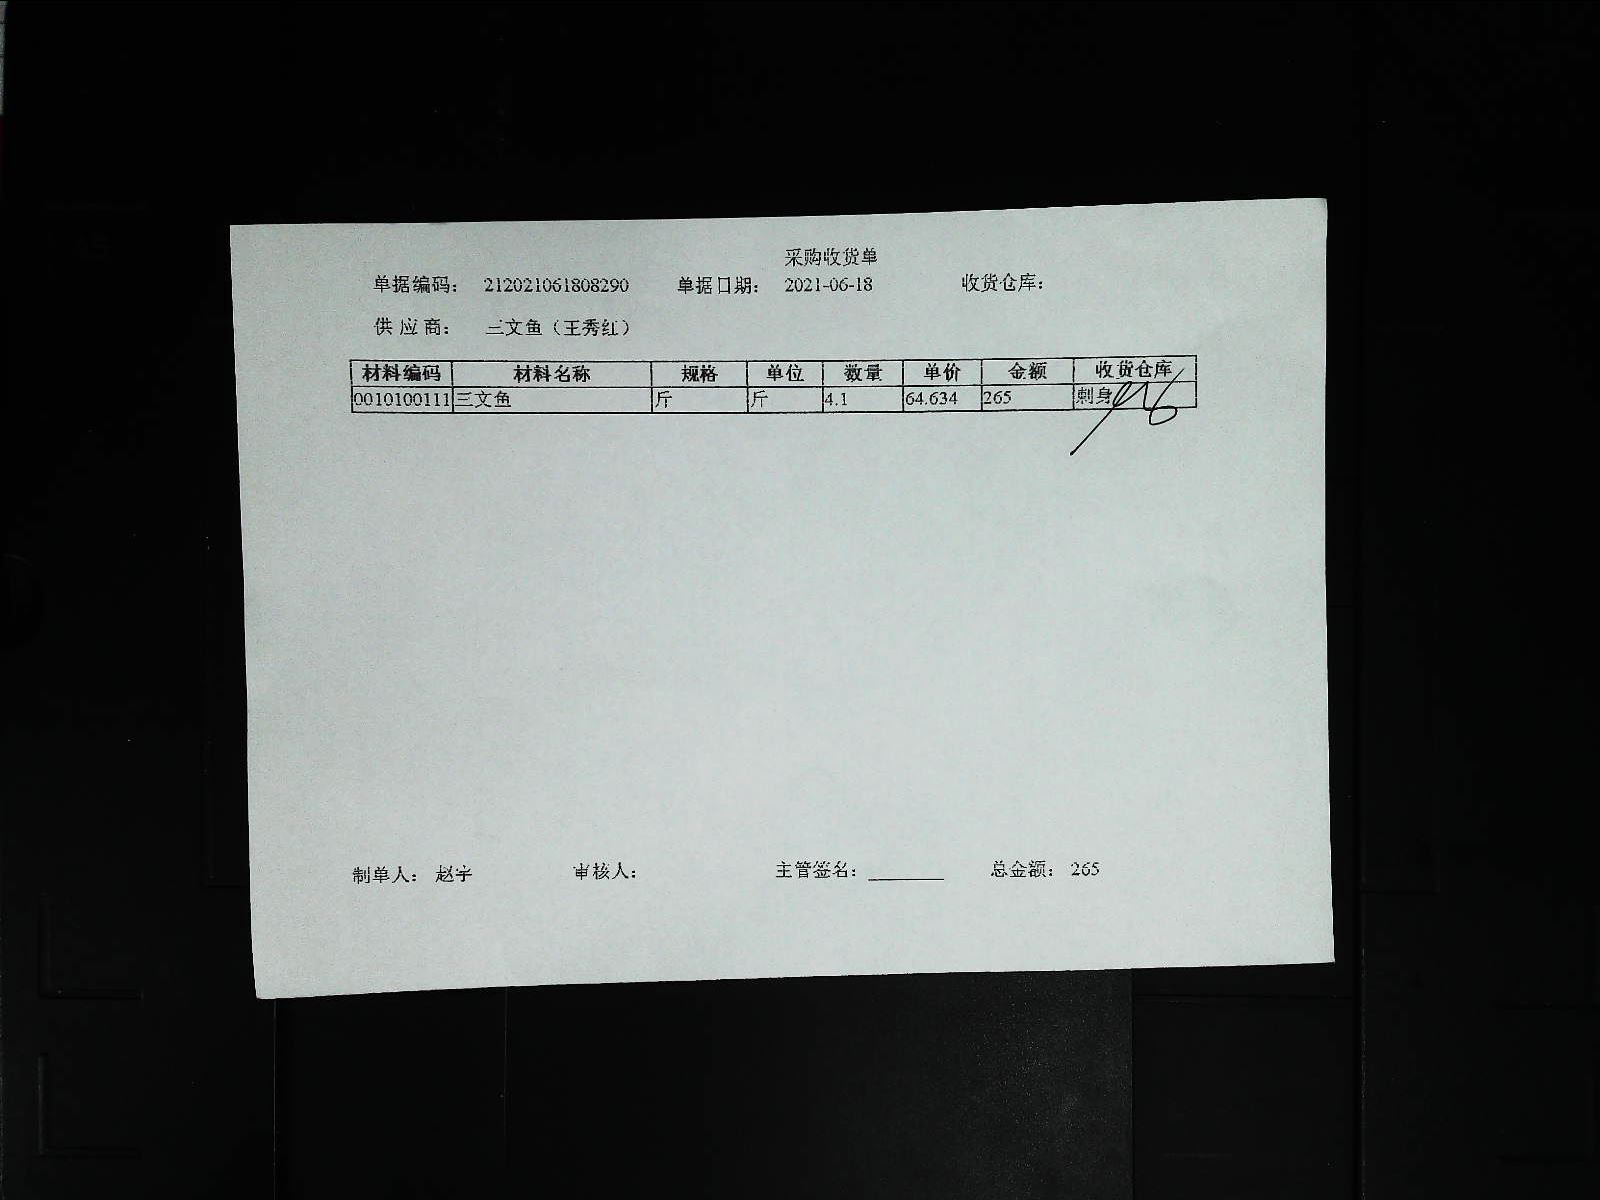 采购收货单
单据编码： 212021061808290 单据日期： 2021-06-18 收货仓库：
供应商： 三文鱼（王秀红）
材料编码 材料名称 规格 单位 数量 单价 金额 收货仓库
0010100111 三文鱼 斤 斤 4.1 64.634 265 刺身
制单人： 赵宇 审核人： 主管签名： 总金额： 265